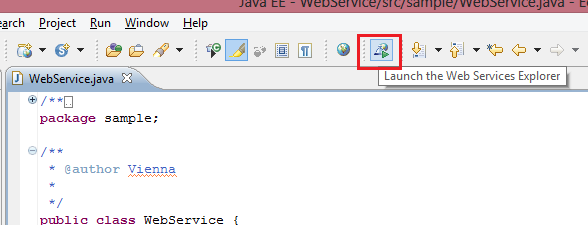 Java EE - WebService/src/sample/WebService.java - Ec
earch Project Run Window Help
Launch the Web Services Explorer
WebService.java
/**
package sample;
/**
* @author Vienna
*
*/
public class WebService {